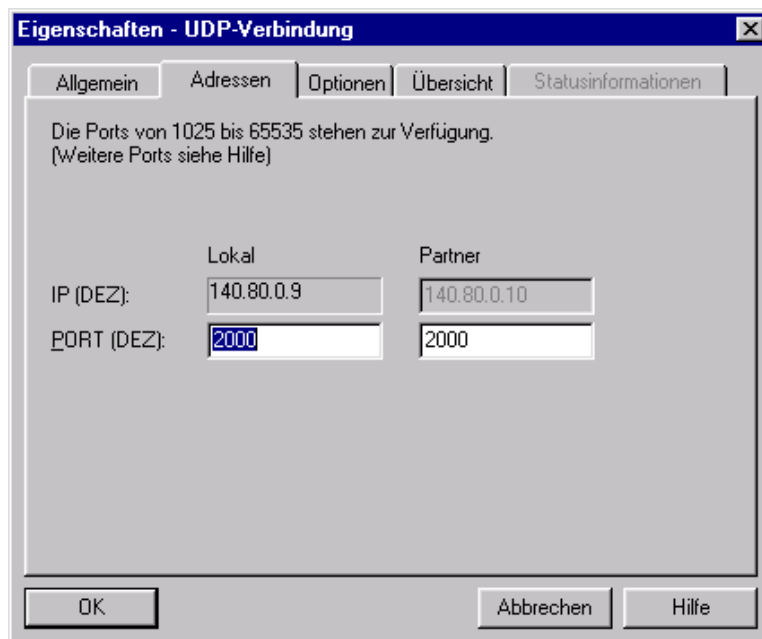 Eigenschaften - UDP-Verbindung
Allgemein Adressen Optionen Übersicht Statusinformationen
Die Ports von 1025 bis 65535 stehen zur Verfügung.
(Weitere Ports siehe Hilfe)
Lokal Partner
IP (DEZ): 140.80.0.9 140.80.0.10
PORT (DEZ): 2000 2000
OK Abbrechen Hilfe